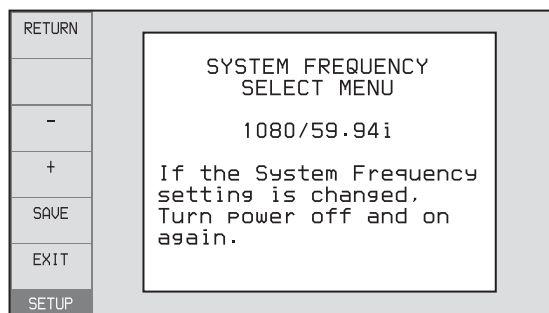 RETURN
-
+
SAVE
EXIT
SETUP
SYSTEM FREQUENCY
SELECT MENU
1080/59.94i
If the System Frequency
setting is changed,
Turn power off and on
again.